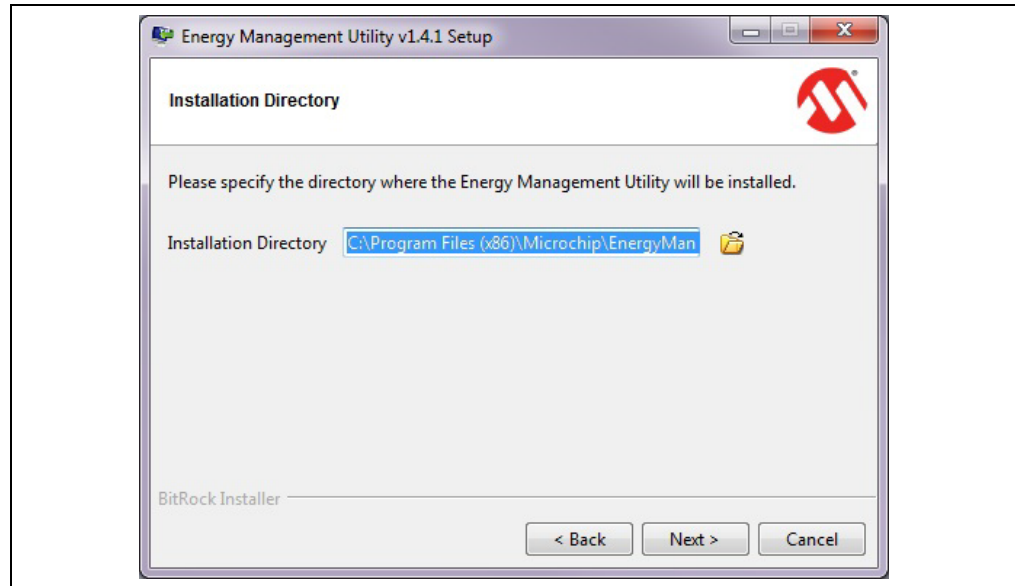 Energy Management Utility v1.4.1 Setup
Installation Directory
Please specify the directory where the Energy Management Utility will be installed.
Installation Directory C:\Program Files (x86)\Microchip\EnergyMan
BitRock Installer
< Back Next > Cancel